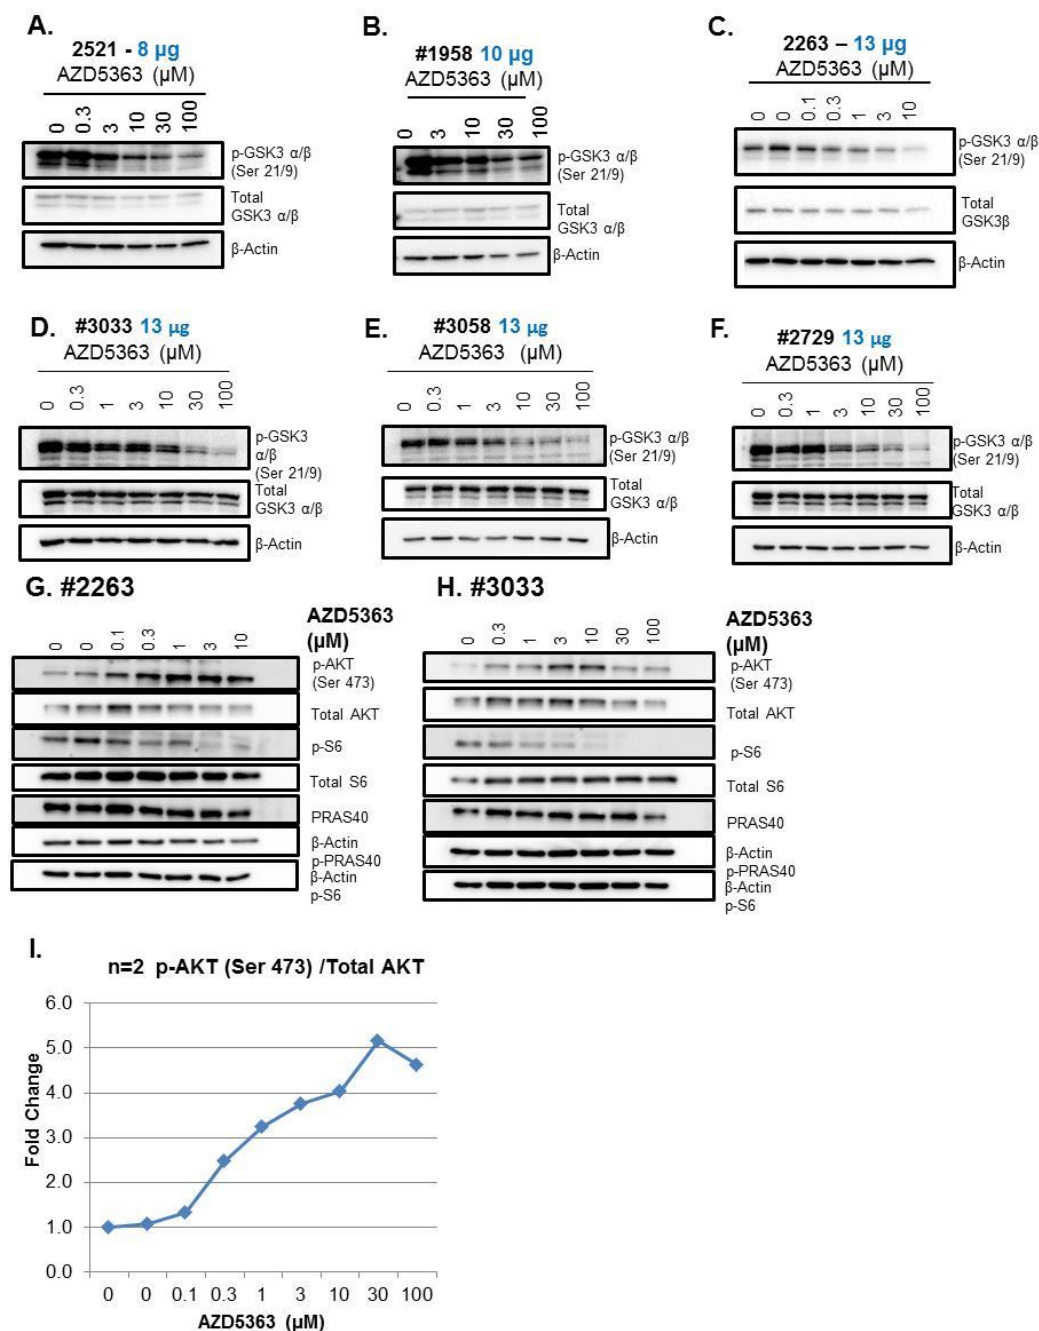 A.
2521 - 8 µg
AZD5363 (µM)
0 0.3 3 10 30 100
p-GSK3 α/β
(Ser 21/9)
Total
GSK3 α/β
β-Actin
B.
#1958 10 µg
AZD5363 (µM)
0 3 10 30 100
p-GSK3 α/β
(Ser 21/9)
Total
GSK3 α/β
β-Actin
C.
2263 – 13 µg
AZD5363 (µM)
0 0 0.1 0.3 1 3 10
p-GSK3 α/β
(Ser 21/9)
Total
GSK3β
β-Actin
D.
#3033 13 µg
AZD5363 (µM)
0 0.3 1 3 10 30 100
p-GSK3
α/β
(Ser 21/9)
Total
GSK3 α/β
β-Actin
E.
#3058 13 µg
AZD5363 (µM)
0 0.3 1 3 10 30 100
p-GSK3 α/β
(Ser 21/9)
Total
GSK3 α/β
β-Actin
F.
#2729 13 µg
AZD5363 (µM)
0 0.3 1 3 10 30 100
p-GSK3 α/β
(Ser 21/9)
Total
GSK3 α/β
β-Actin
G. #2263
0 0 0.1 0.3 1 3 10
AZD5363
(µM)
p-AKT
(Ser 473)
Total AKT
p-S6
Total S6
PRAS40
β-Actin
p-PRAS40
β-Actin
p-S6
H. #3033
0 0.3 1 3 10 30 100
AZD5363
(µM)
p-AKT
(Ser 473)
Total AKT
p-S6
Total S6
PRAS40
β-Actin
p-PRAS40
β-Actin
p-S6
I.
n=2 p-AKT (Ser 473) /Total AKT
Fold Change
6.0
5.0
4.0
3.0
2.0
1.0
0.0
0 0 0.1 0.3 1 3 10 30 100
AZD5363 (µM)